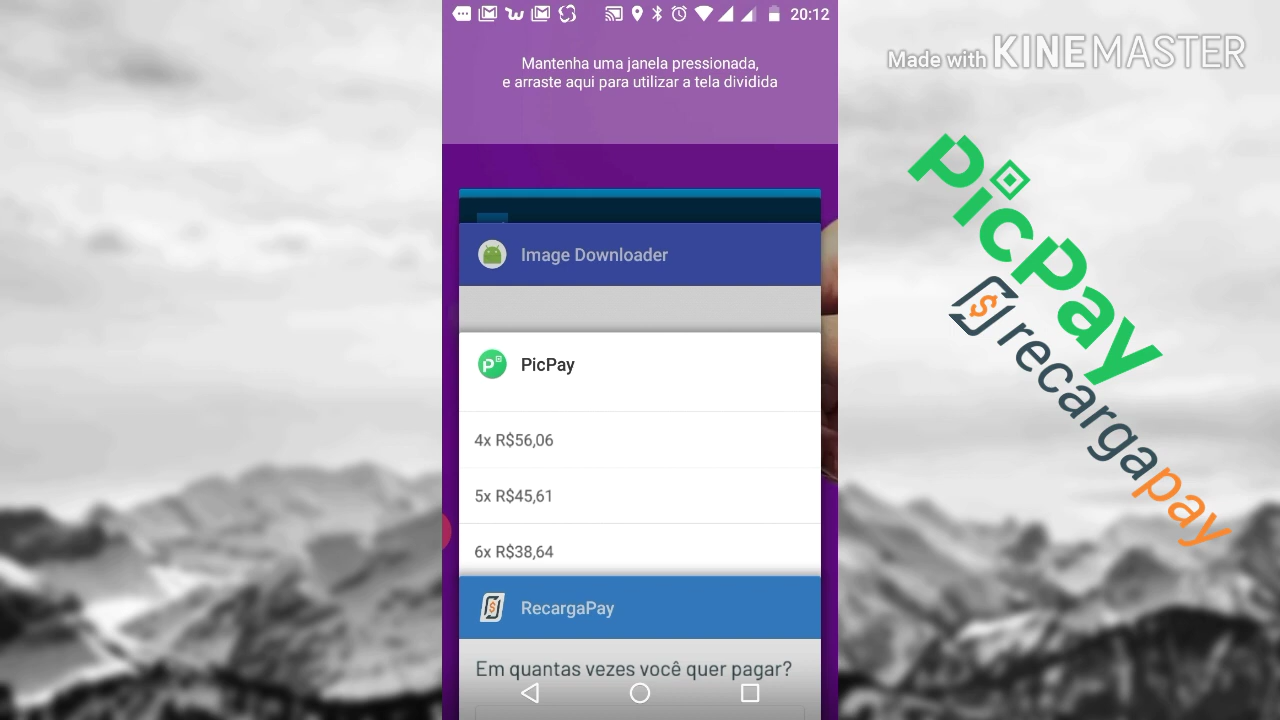 20:12
Mantenha uma janela pressionada,
e arraste aqui para utilizar a tela dividida
Image Downloader
PicPay
4x R$56,06
5x R$45,61
6x R$38,64
RecargaPay
Em quantas vezes você quer pagar?
Made with KINEMASTER
PicPay
recargapay